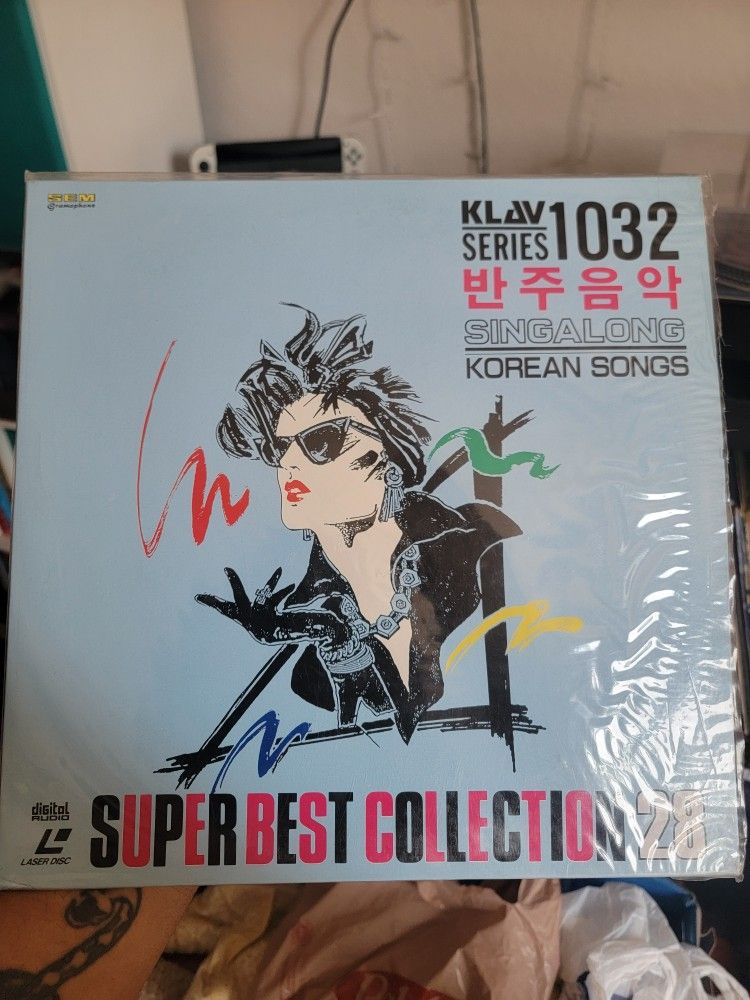 SEM
Gramophone
KLAV
SERIES 1032
반주음악
SINGALONG
KOREAN SONGS
digital
AUDIO
LASER DISC
SUPER BEST COLLECTION 28